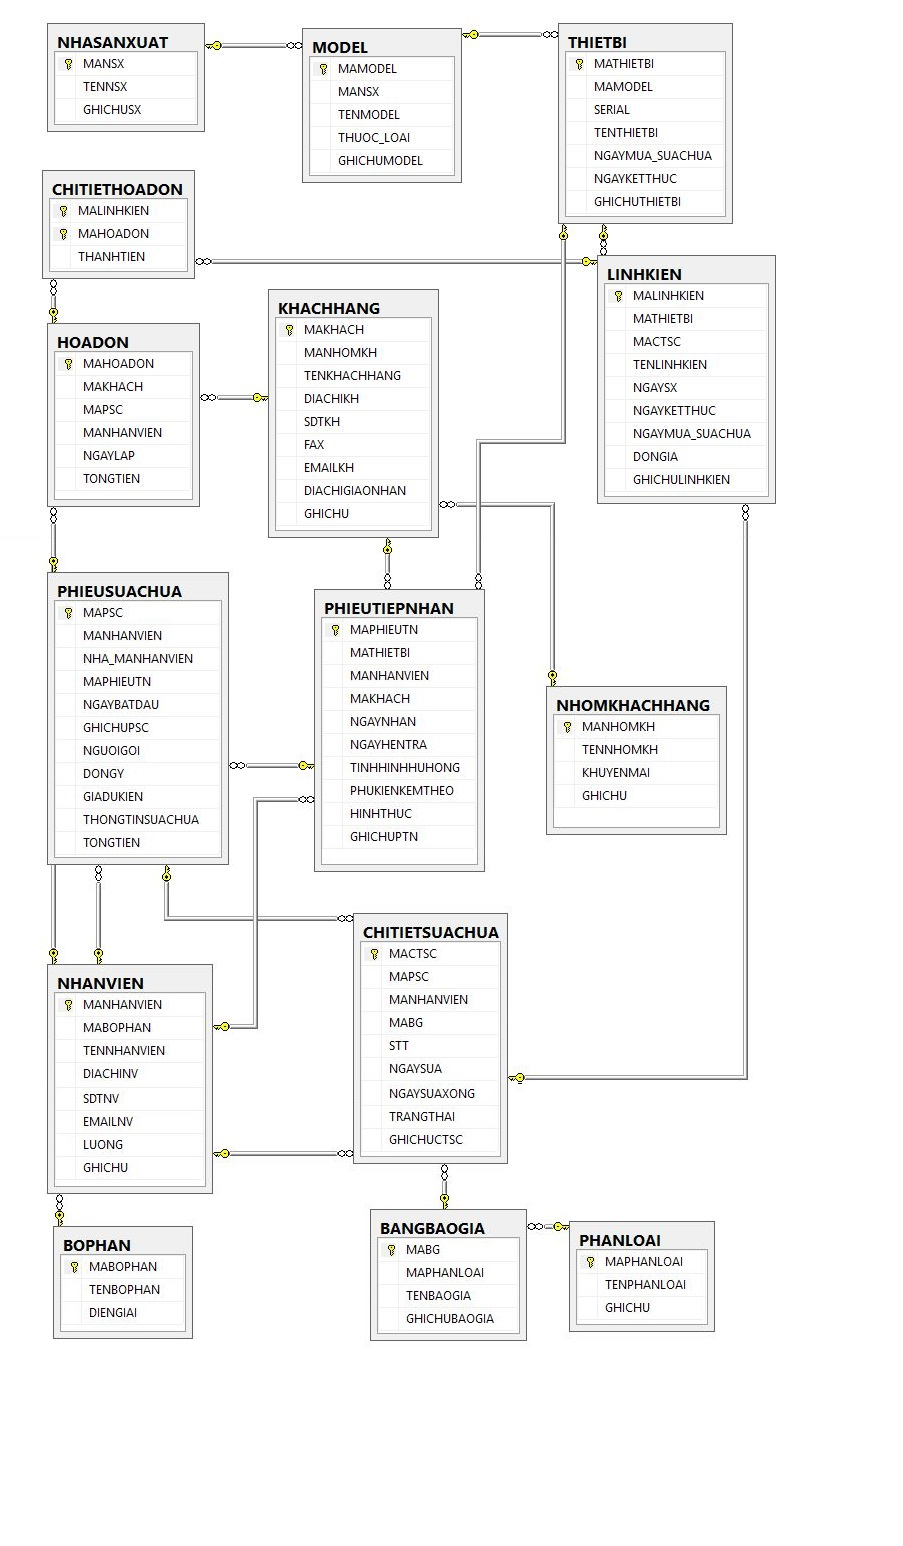 NHASANXUAT
MANSX
TENNSX
GHICHUSX
MODEL
MAMODEL
MANSX
TENMODEL
THUOC_LOAI
GHICHUMODEL
THIETBI
MATHIETBI
MAMODEL
SERIAL
TENTHIETBI
NGAYMUA_SUACHUA
NGAYKETTHUC
GHICHUTHIETBI
CHITIETHOADON
MALINHKIEN
MAHOADON
THANHTIEN
LINHKIEN
MALINHKIEN
MATHIETBI
MACTSC
TENLINHKIEN
NGAYSX
NGAYKETTHUC
NGAYMUA_SUACHUA
DONGIA
GHICHULINHKIEN
KHACHHANG
MAKHACH
MANHOMKH
TENKHACHHANG
DIACHIKH
SDTKH
FAX
EMAILKH
DIACHIGIAONHAN
GHICHU
HOADON
MAHOADON
MAKHACH
MAPSC
MANHANVIEN
NGAYLAP
TONGTIEN
PHIEUSUACHUA
MAPSC
MANHANVIEN
NHA_MANHANVIEN
MAPHIEUTN
NGAYBATDAU
GHICHUPSC
NGUOIGOI
DONGY
GIADUKIEN
THONGTINSUACHUA
TONGTIEN
PHIEUTIEPNHAN
MAPHIEUTN
MATHIETBI
MANHANVIEN
MAKHACH
NGAYNHAN
NGAYHENTRA
TINHHINHHUHONG
PHUKIENKEMTHEO
HINHTHUC
GHICHUPTN
NHOMKHACHHANG
MANHOMKH
TENNHOMKH
KHUYENMAI
GHICHU
CHITIETSUACHUA
MACTSC
MAPSC
MANHANVIEN
MABG
STT
NGAYSUA
NGAYSUAXONG
TRANGTHAI
GHICHUCTSC
NHANVIEN
MANHANVIEN
MABOPHAN
TENNHANVIEN
DIACHINV
SDTNV
EMAILNV
LUONG
GHICHU
BANGBAOGIA
MABG
MAPHANLOAI
TENBAOGIA
GHICHUBAOGIA
PHANLOAI
MAPHANLOAI
TENPHANLOAI
GHICHU
BOPHAN
MABOPHAN
TENBOPHAN
DIENGIAI